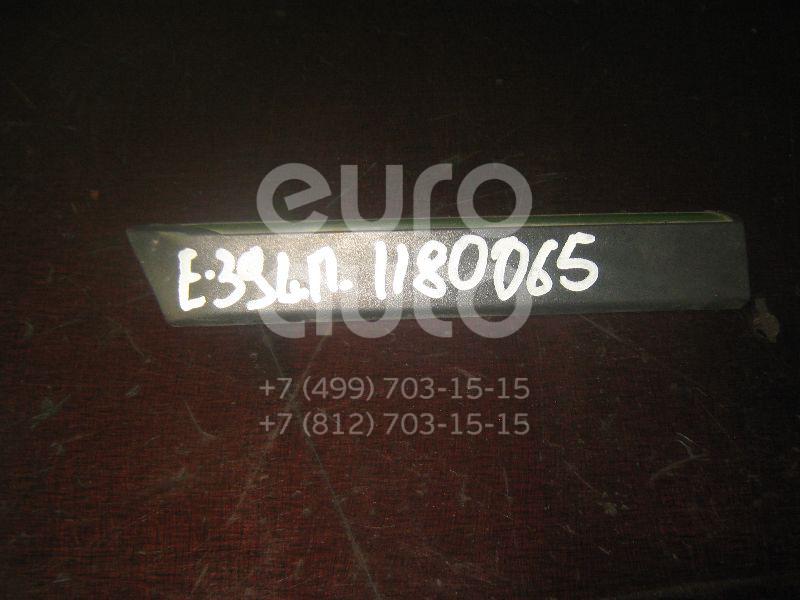 euro
E·39 L.П. 1180065
auto
+7 (499) 703-15-15
+7 (812) 703-15-15